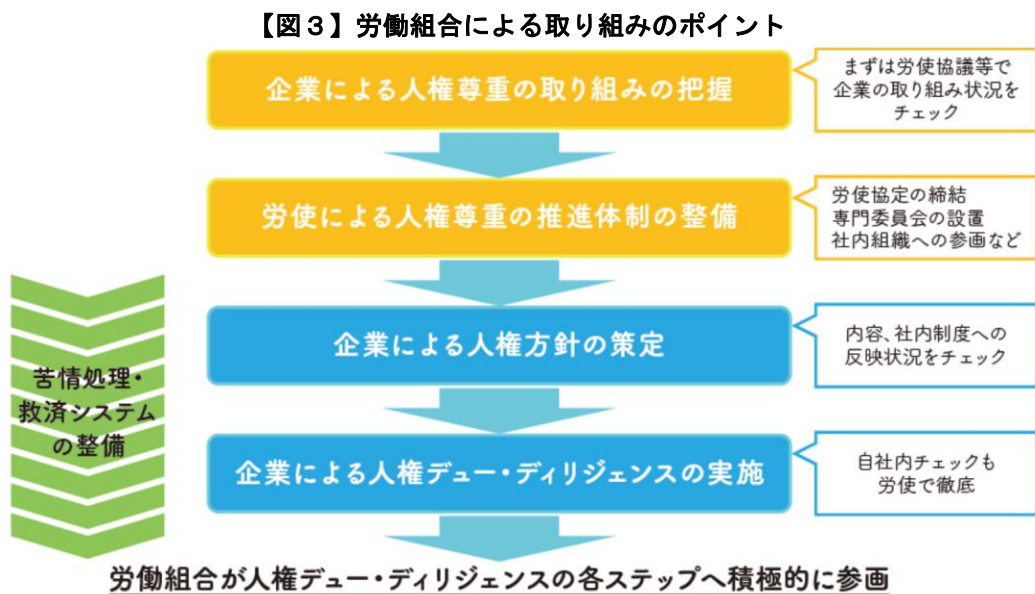 【図3】労働組合による取り組みのポイント
企業による人権尊重の取り組みの把握
まずは労使協議等で
企業の取り組み状況を
チェック
労使による人権尊重の推進体制の整備
労使協定の締結
専門委員会の設置
社内組織への参画など
企業による人権方針の策定
内容、社内制度への
反映状況をチェック
苦情処理・
救済システム
の整備
企業による人権デュー・ディリジェンスの実施
自社内チェックも
労使で徹底
労働組合が人権デュー・ディリジェンスの各ステップへ積極的に参画